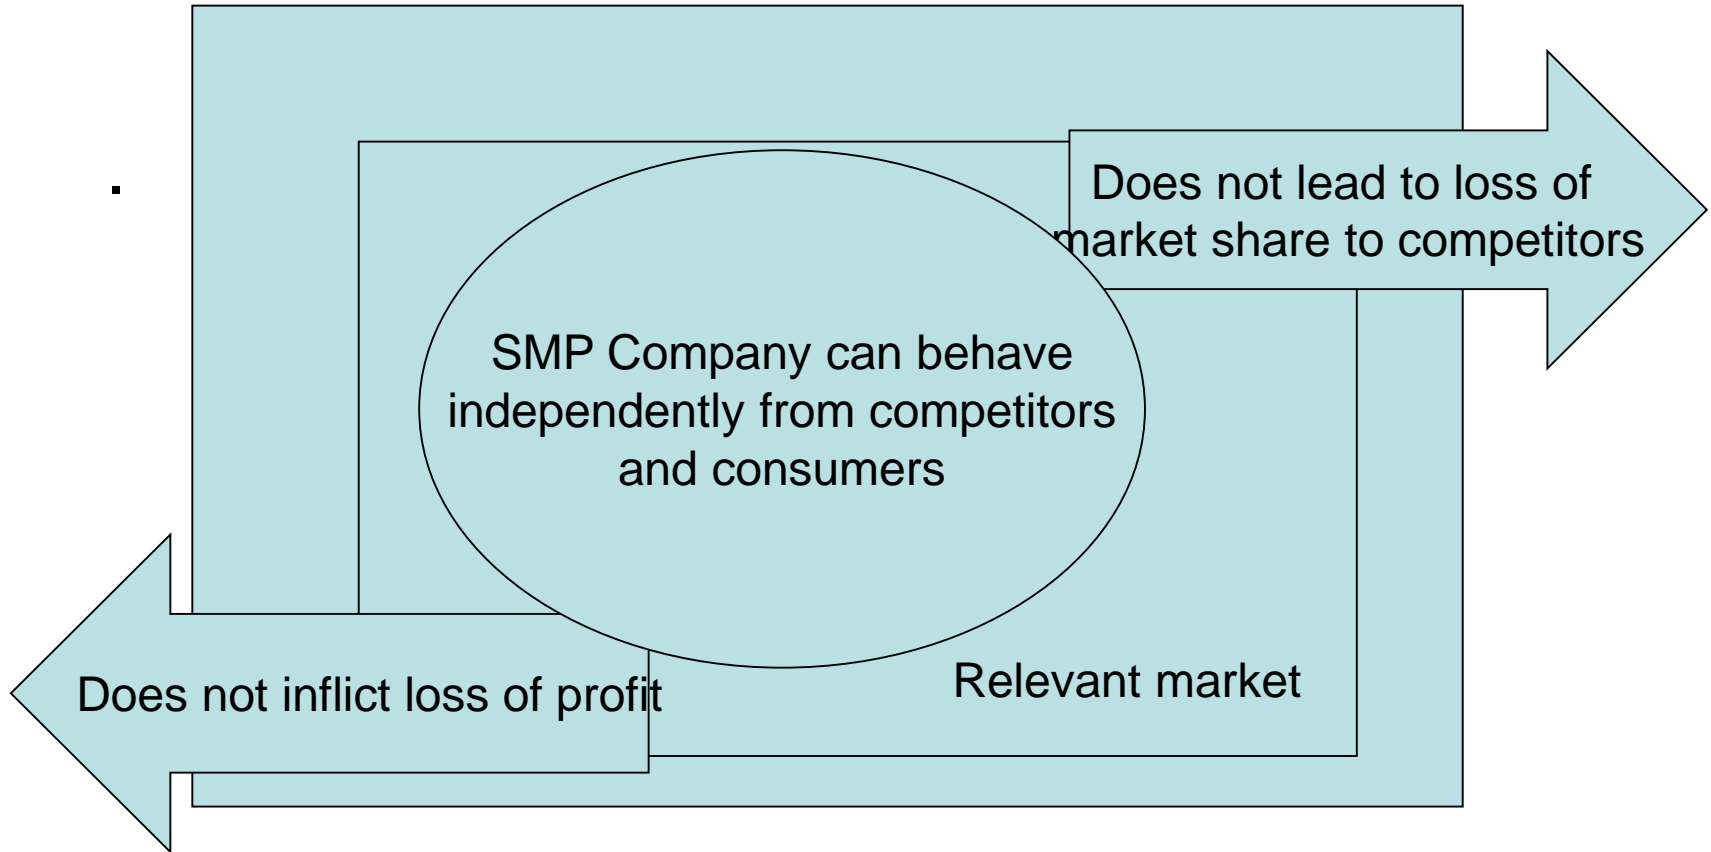 Does not lead to loss of
market share to competitors
SMP Company can behave
independently from competitors
and consumers
Does not inflict loss of profit
Relevant market